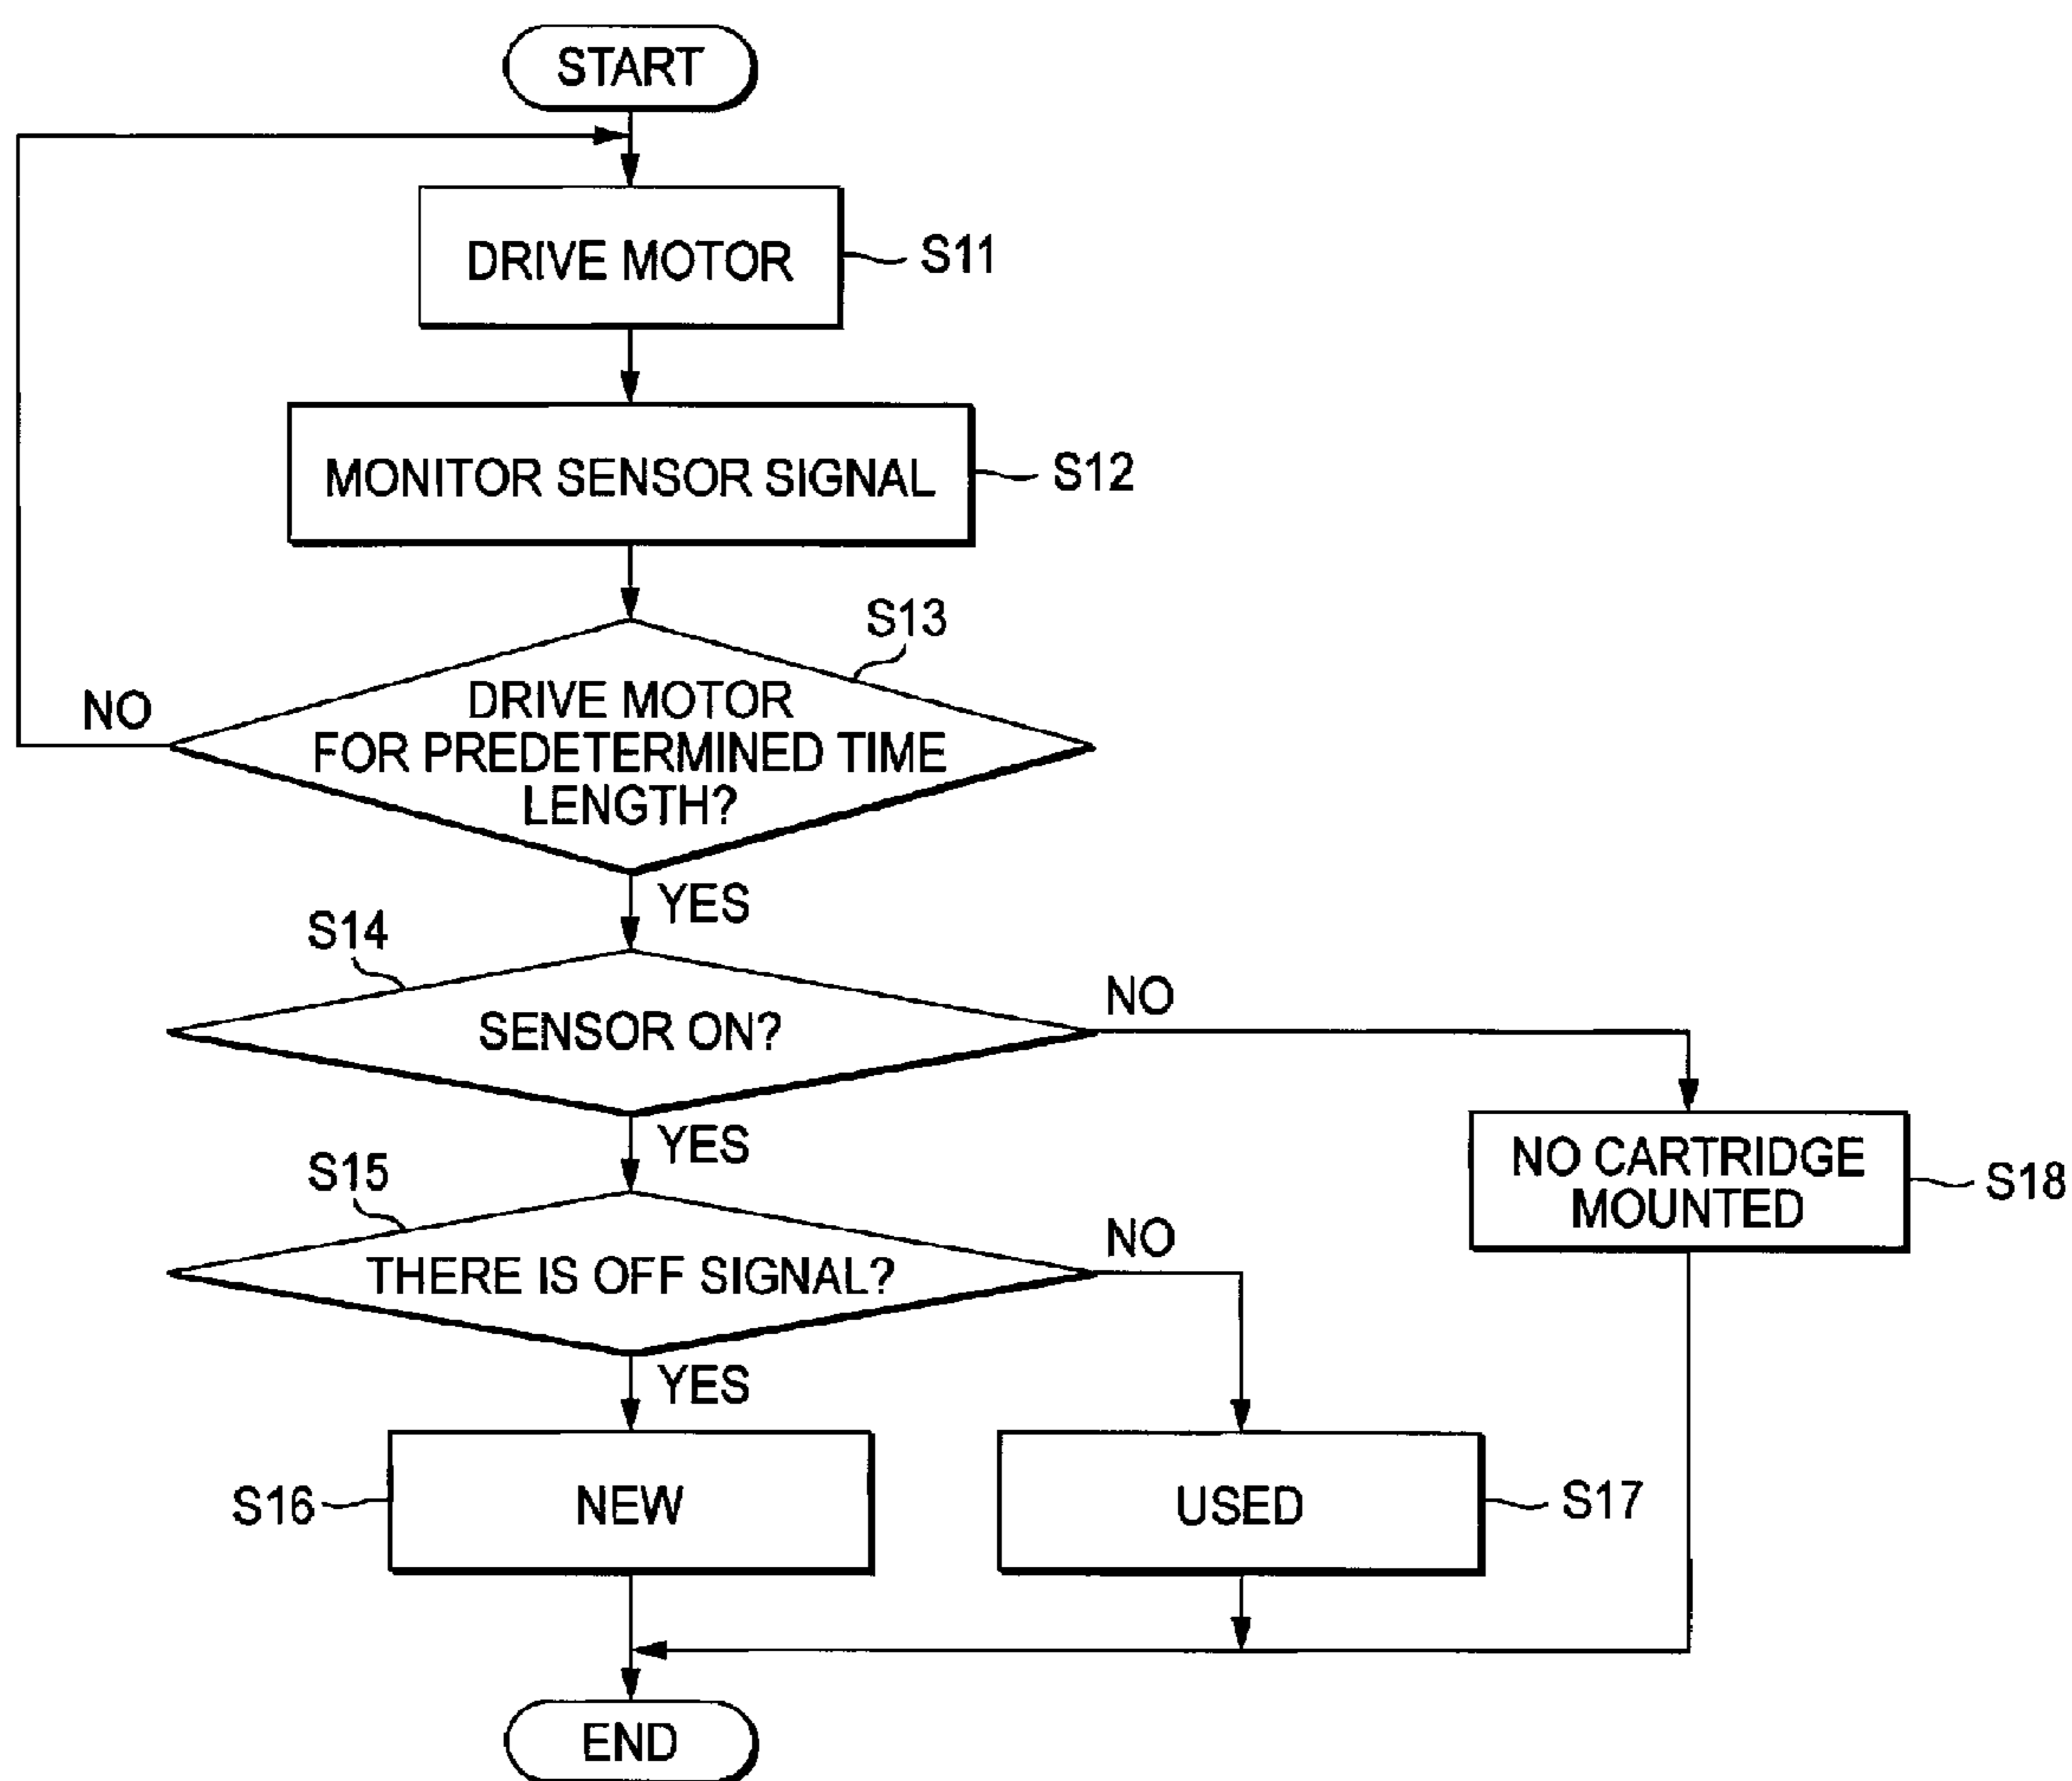 START
DRIVE MOTOR
S11
MONITOR SENSOR SIGNAL
S12
S13
DRIVE MOTOR
FOR PREDETERMINED TIME
LENGTH?
NO
YES
S14
SENSOR ON?
NO
YES
NO CARTRIDGE
MOUNTED
S18
S15
THERE IS OFF SIGNAL?
NO
YES
S16
NEW
USED
S17
END